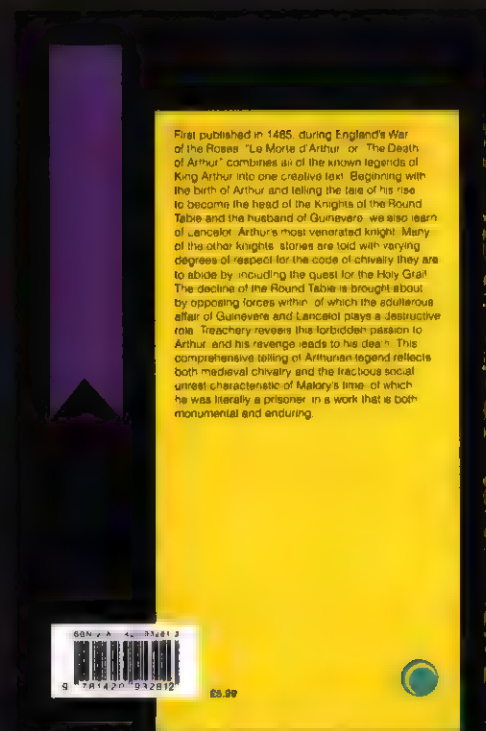 First published in 1485, during England's War
of the Roses, "Le Morte d'Arthur, or, The Death
of Arthur" combines all of the known legends of
King Arthur into one creative text. Beginning with
the birth of Arthur and telling the tale of his rise
to become the head of the Knights of the Round
Table and the husband of Guinevere, we also learn
of Lancelot, Arthur's most venerated knight. Many
of the other knights' stories are told with varying
degrees of respect for the code of chivalry they are
to abide by, including the quest for the Holy Grail.
The decline of the Round Table is brought about
by opposing forces within, of which the adulterous
affair of Guinevere and Lancelot plays a destructive
role. Treachery reveals this forbidden passion to
Arthur, and his revenge leads to his death. This
comprehensive telling of Arthurian legend reflects
both medieval chivalry and the fractious social
unrest characteristic of Malory's time, of which
he was literally a prisoner, in a work that is both
monumental and enduring.
9 781420 932812